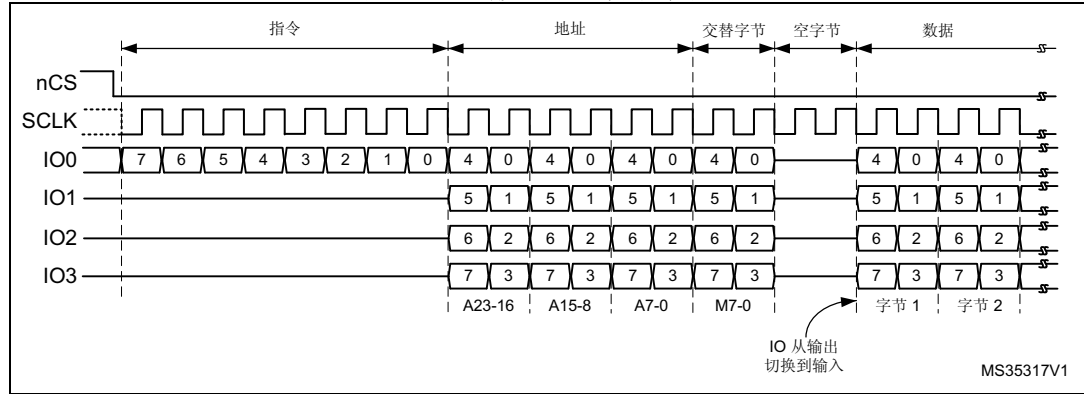 指令 地址 交替字节 空字节 数据
nCS
SCLK
IO0 7 6 5 4 3 2 1 0 4 0 4 0 4 0 4 0 4 0 4 0
IO1 5 1 5 1 5 1 5 1 5 1 5 1
IO2 6 2 6 2 6 2 6 2 6 2 6 2
IO3 7 3 7 3 7 3 7 3 7 3 7 3
A23-16 A15-8 A7-0 M7-0 字节 1 字节 2
IO 从输出
切换到输入
MS35317V1